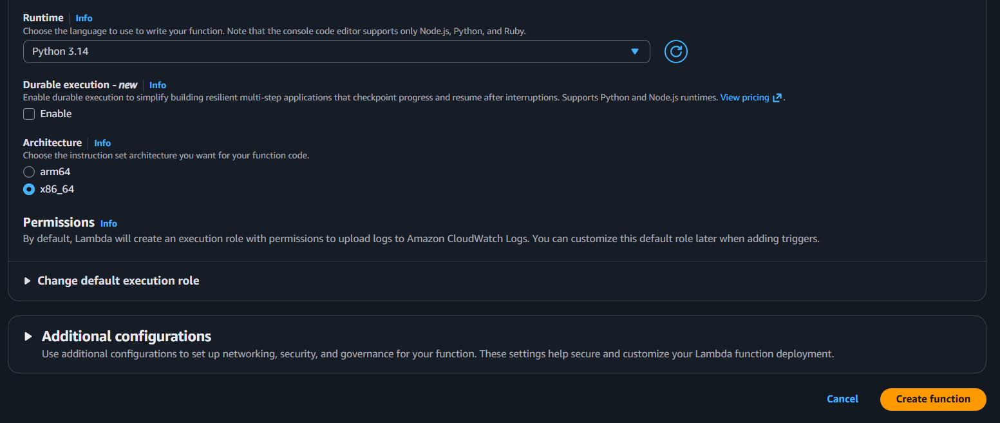 Runtime Info
Choose the language to use to write your function. Note that the console code editor supports only Node.js, Python, and Ruby.
Python 3.14
Durable execution - new Info
Enable durable execution to simplify building resilient multi-step applications that checkpoint progress and resume after interruptions. Supports Python and Node.js runtimes. View pricing .
Enable
Architecture Info
Choose the instruction set architecture you want for your function code.
arm64
x86_64
Permissions Info
By default, Lambda will create an execution role with permissions to upload logs to Amazon CloudWatch Logs. You can customize this default role later when adding triggers.
Change default execution role
Additional configurations
Use additional configurations to set up networking, security, and governance for your function. These settings help secure and customize your Lambda function deployment.
Cancel Create function